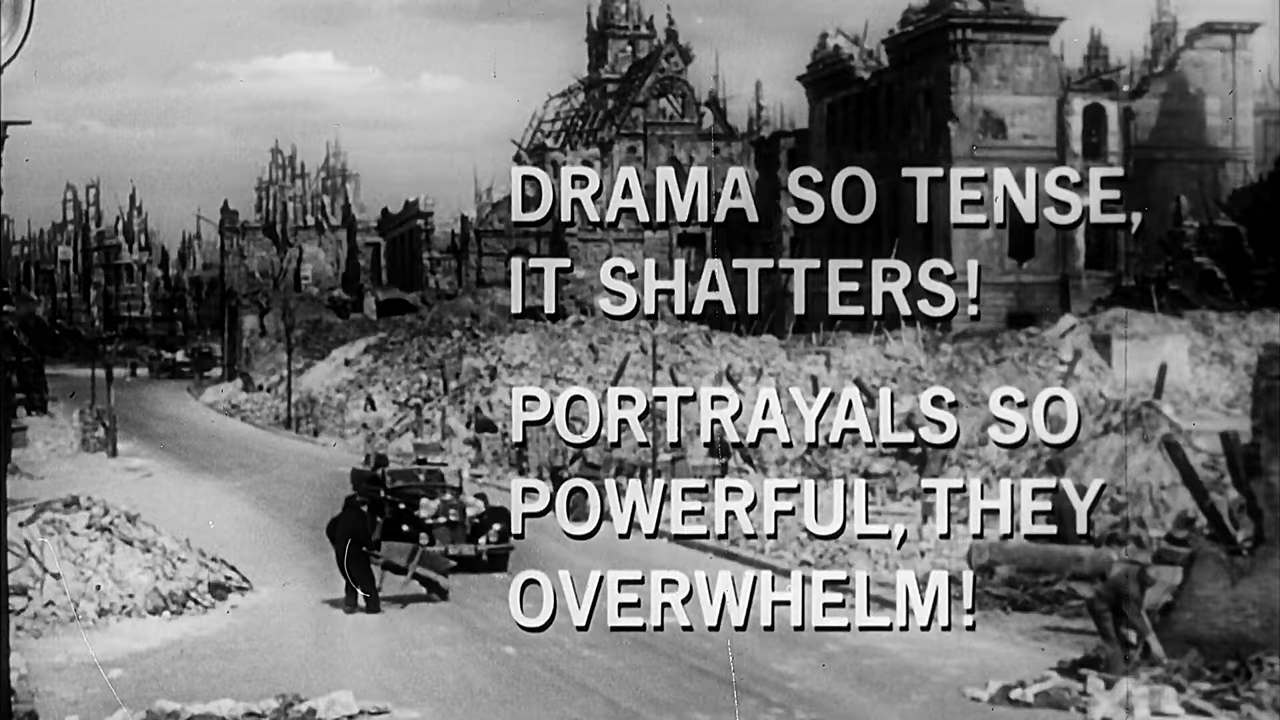 DRAMA SO TENSE,
IT SHATTERS!
PORTRAYALS SO
POWERFUL, THEY
OVERWHELM!